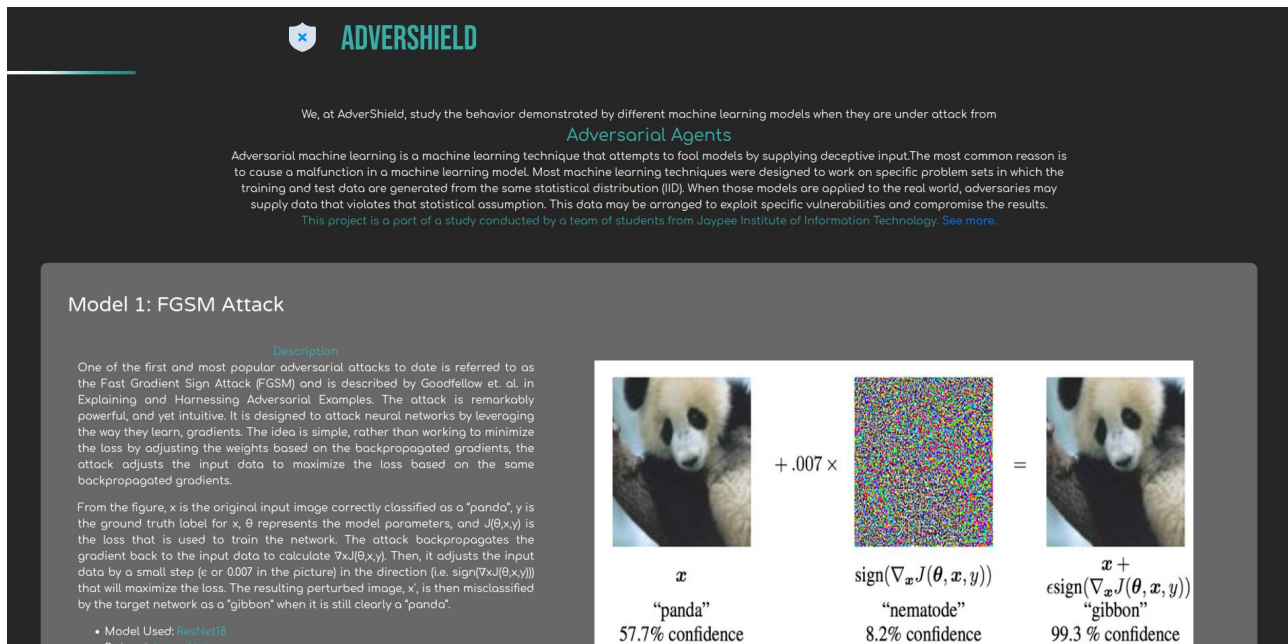 ADVERSHIELD
We, at AdverShield, study the behavior demonstrated by different machine learning models when they are under attack from
Adversarial Agents
Adversarial machine learning is a machine learning technique that attempts to fool models by supplying deceptive input.The most common reason is
to cause a malfunction in a machine learning model. Most machine learning techniques were designed to work on specific problem sets in which the
training and test data are generated from the same statistical distribution (IID). When those models are applied to the real world, adversaries may
supply data that violates that statistical assumption. This data may be arranged to exploit specific vulnerabilities and compromise the results.
This project is a part of a study conducted by a team of students from Jaypee Institute of Information Technology. See more.
Model 1: FGSM Attack
Description
One of the first and most popular adversarial attacks to date is referred to as
the Fast Gradient Sign Attack (FGSM) and is described by Goodfellow et. al. in
Explaining and Harnessing Adversarial Examples. The attack is remarkably
powerful, and yet intuitive. It is designed to attack neural networks by leveraging
the way they learn, gradients. The idea is simple, rather than working to minimize
the loss by adjusting the weights based on the backpropagated gradients, the
attack adjusts the input data to maximize the loss based on the same
backpropagated gradients.
From the figure, x is the original input image correctly classified as a "panda", y is
the ground truth label for x, θ represents the model parameters, and J(θ,x,y) is
the loss that is used to train the network. The attack backpropagates the
gradient back to the input data to calculate ∇xJ(θ,x,y). Then, it adjusts the input
data by a small step (ϵ or 0.007 in the picture) in the direction (i.e. sign(∇xJ(θ,x,y)))
that will maximize the loss. The resulting perturbed image, x′, is then misclassified
by the target network as a "gibbon" when it is still clearly a "panda".
• Model Used: ResNet18
+ .007 ×
=
x
"panda"
57.7% confidence
sign(∇xJ(θ, x, y))
"nematode"
8.2% confidence
x +
ϵsign(∇xJ(θ, x, y))
"gibbon"
99.3 % confidence